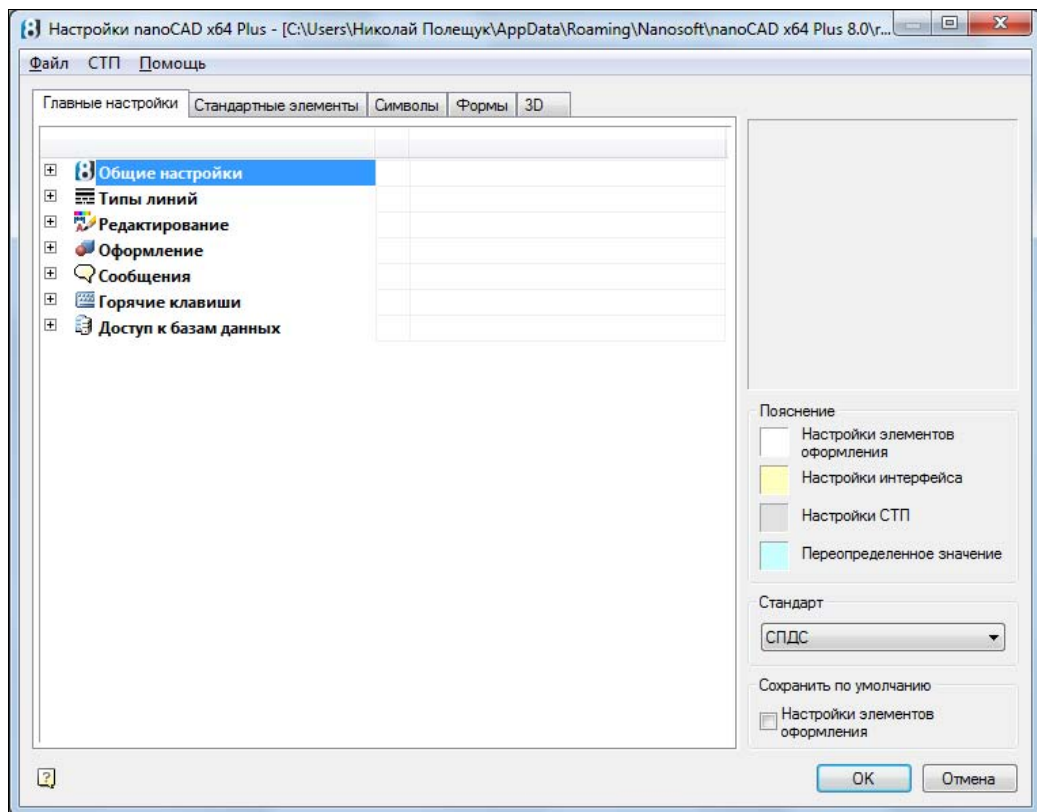 Настройки nanoCAD x64 Plus - [C:\Users\Николай Полещук\AppData\Roaming\Nanosoft\nanoCAD x64 Plus 8.0\r...
Файл СТП Помощь
Главные настройки Стандартные элементы Символы Формы 3D
Общие настройки
Типы линий
Редактирование
Оформление
Сообщения
Горячие клавиши
Доступ к базам данных
Пояснение
Настройки элементов
оформления
Настройки интерфейса
Настройки СТП
Переопределенное значение
Стандарт
СПДС
Сохранить по умолчанию
Настройки элементов
оформления
OK Отмена